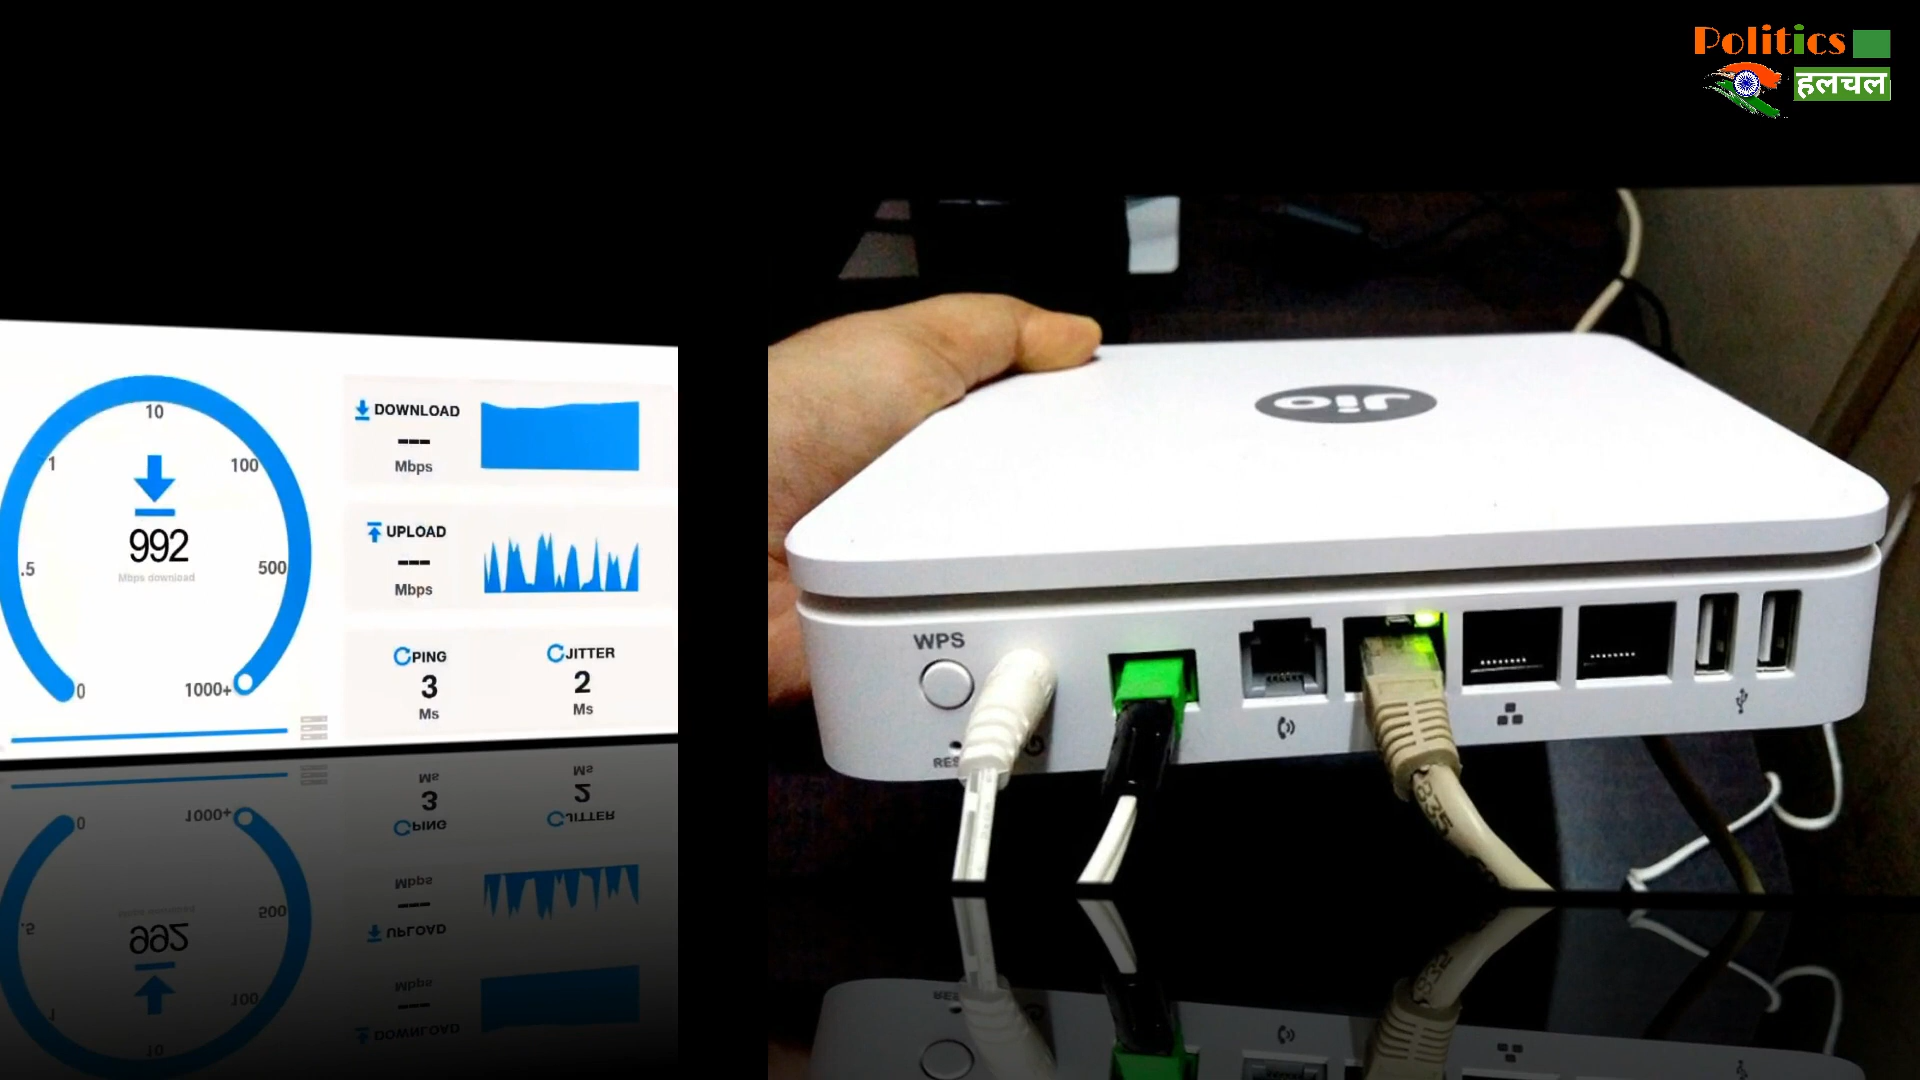 Politics
हलचल
10
1
100
.5
500
0
1000+
992
Mbps download
DOWNLOAD
---
Mbps
UPLOAD
---
Mbps
PING
3
Ms
JITTER
2
Ms
Jio
WPS
RES
835